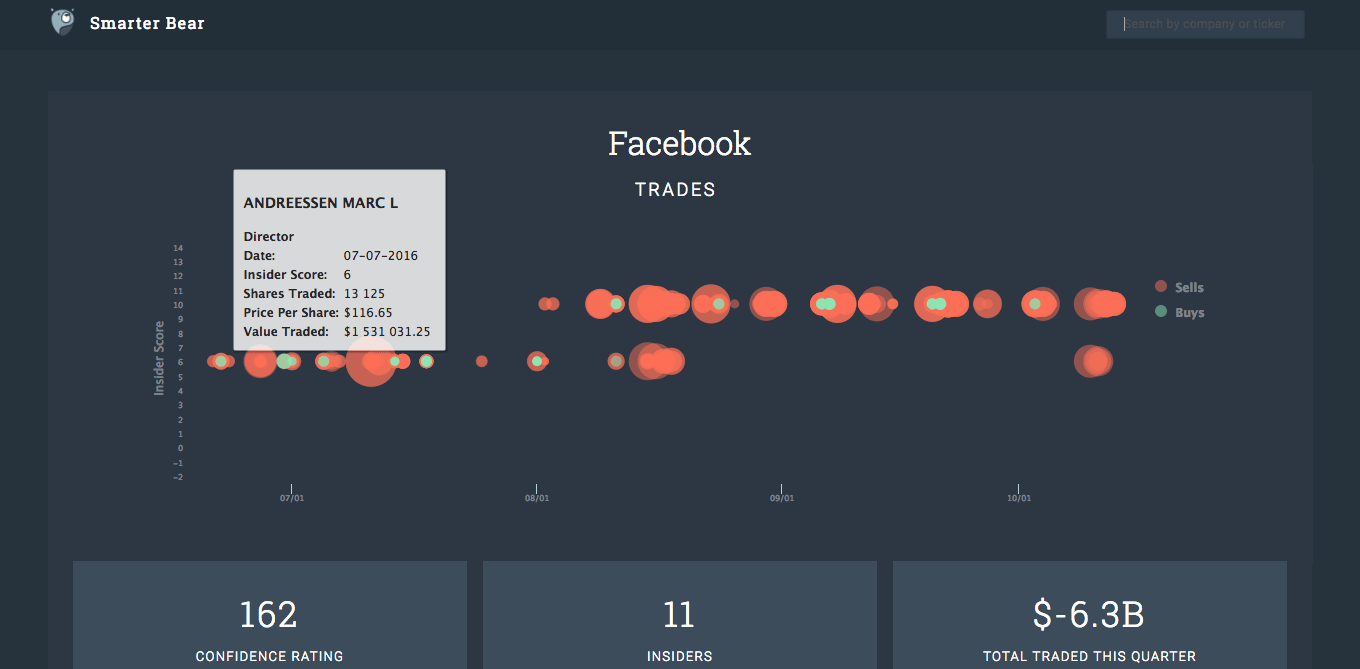 Smarter Bear
Search by company or ticker
Facebook
TRADES
ANDREESSEN MARC L
Director
Date: 07-07-2016
Insider Score: 6
Shares Traded: 13 125
Price Per Share: $116.65
Value Traded: $1 531 031.25
Insider Score
14
13
12
11
10
9
8
7
6
5
4
3
2
1
0
-1
-2
07/01
08/01
09/01
10/01
Sells
Buys
162
CONFIDENCE RATING
11
INSIDERS
$-6.3B
TOTAL TRADED THIS QUARTER